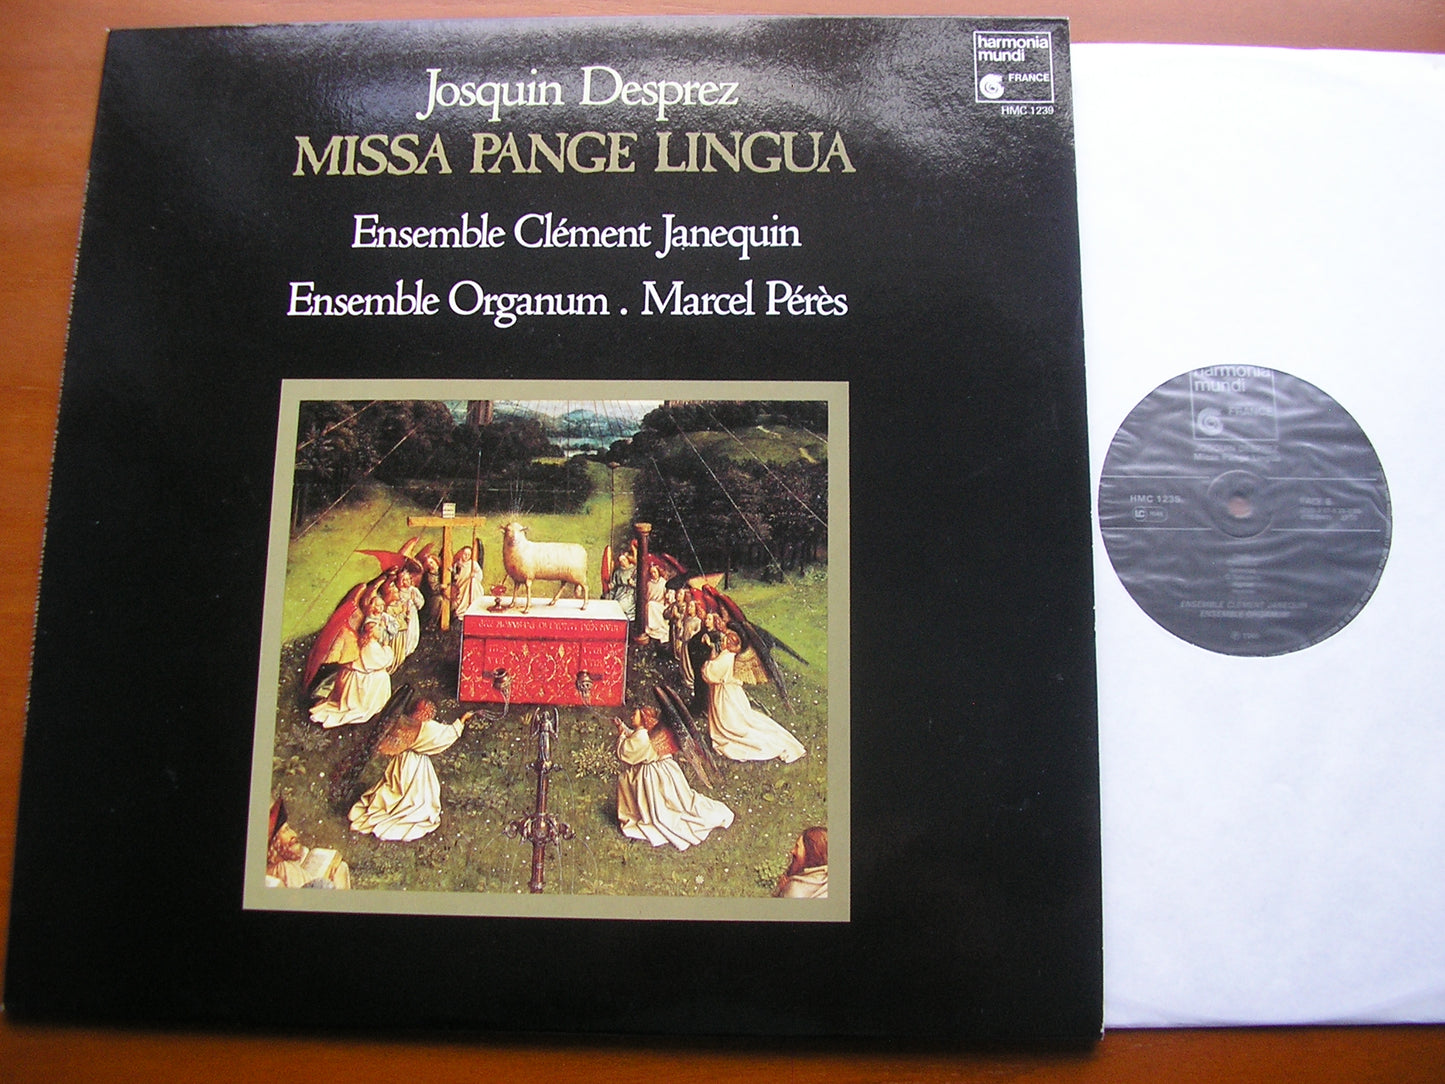 Josquin Desprez
MISSA PANGE LINGUA
Ensemble Clément Janequin
Ensemble Organum . Marcel Pérès
harmonia
mundi
FRANCE
HMC 1239
harmonia
mundi
FRANCE
HMC 1239
ENSEMBLE CLEMENT JANEQUIN
ENSEMBLE ORGANUM